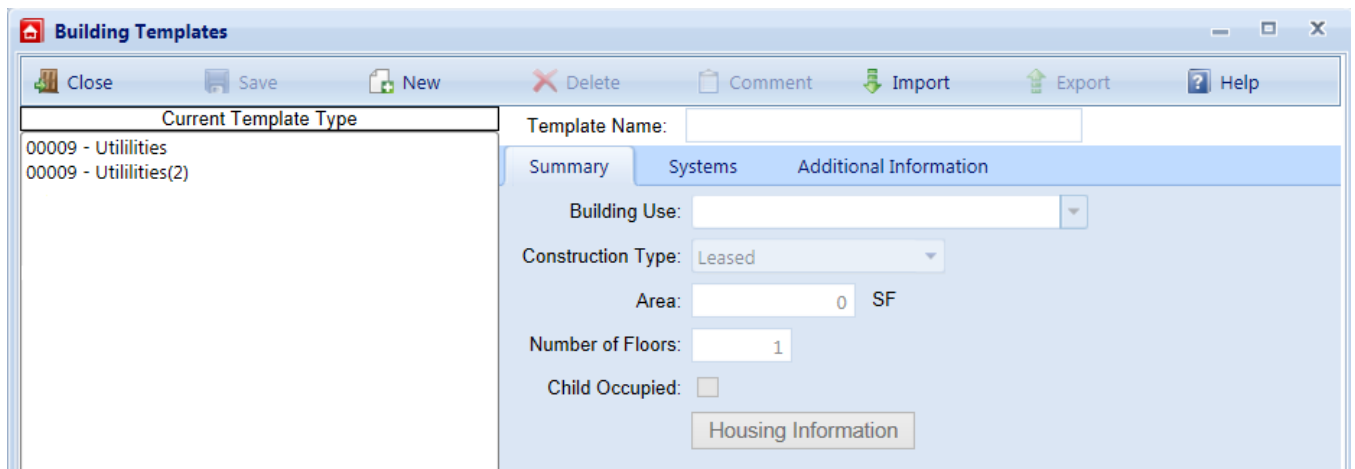 Building Templates
Close Save New Delete Comment Import Export ? Help
Current Template Type
00009 - Utililities
00009 - Utililities(2)
Template Name:
Summary Systems Additional Information
Building Use:
Construction Type: Leased
Area: 0 SF
Number of Floors: 1
Child Occupied:
Housing Information